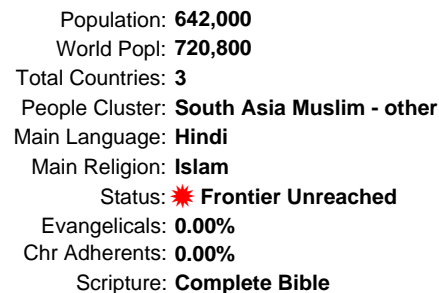 Population: 642,000
World Popl: 720,800
Total Countries: 3
People Cluster: South Asia Muslim - other
Main Language: Hindi
Main Religion: Islam
Status: Frontier Unreached
Evangelicals: 0.00%
Chr Adherents: 0.00%
Scripture: Complete Bible